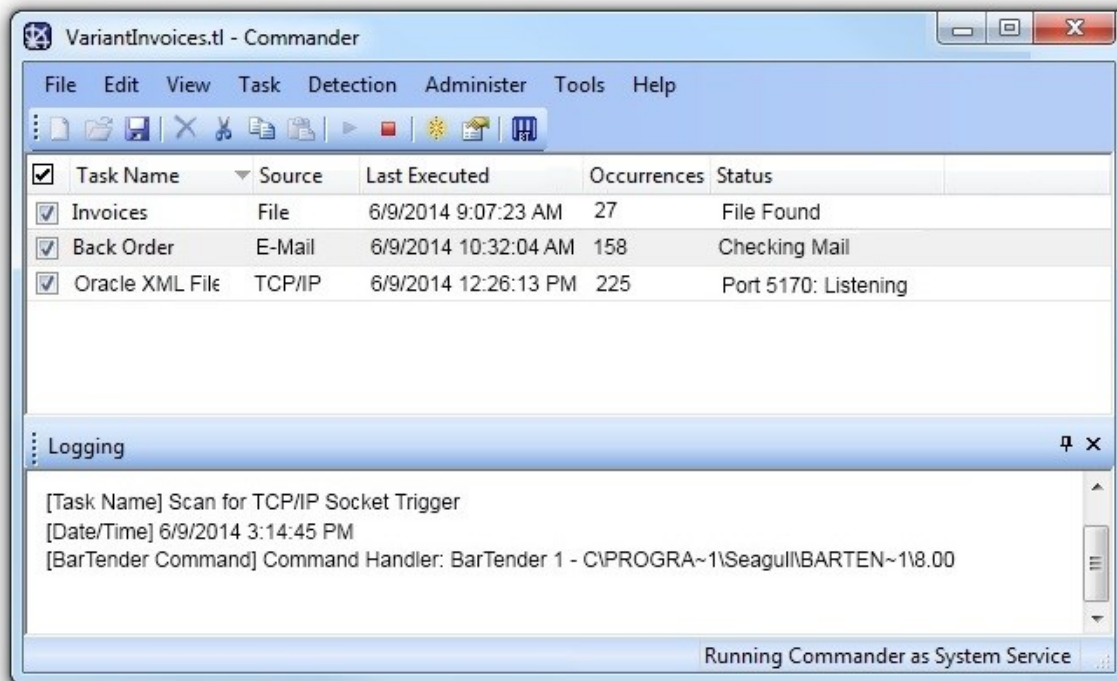 VariantInvoices.tl - Commander
File Edit View Task Detection Administer Tools Help
BT
Task Name Source Last Executed Occurrences Status
Invoices File 6/9/2014 9:07:23 AM 27 File Found
Back Order E-Mail 6/9/2014 10:32:04 AM 158 Checking Mail
Oracle XML File TCP/IP 6/9/2014 12:26:13 PM 225 Port 5170: Listening
Logging
[Task Name] Scan for TCP/IP Socket Trigger
[Date/Time] 6/9/2014 3:14:45 PM
[BarTender Command] Command Handler: BarTender 1 - C\PROGRA~1\Seagull\BARTEN~1\8.00
Running Commander as System Service